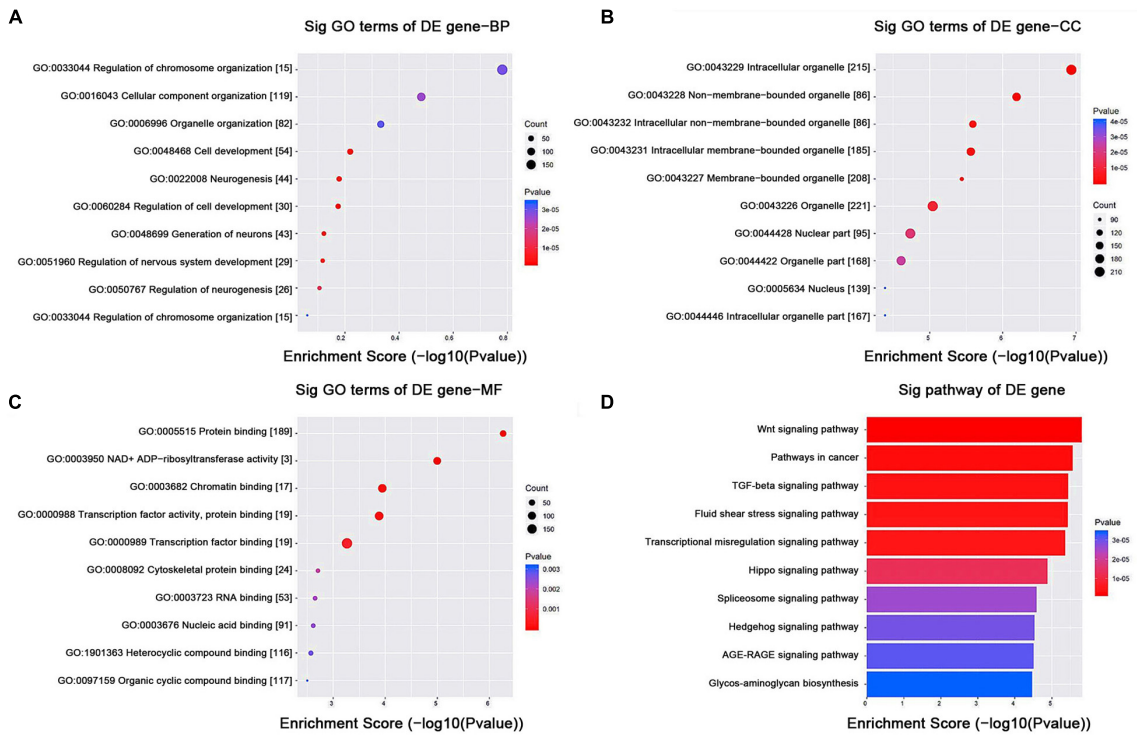 A
Sig GO terms of DE gene−BP
GO:0033044 Regulation of chromosome organization [15]
GO:0016043 Cellular component organization [119]
GO:0006996 Organelle organization [82]
GO:0048468 Cell development [54]
GO:0022008 Neurogenesis [44]
GO:0060284 Regulation of cell development [30]
GO:0048699 Generation of neurons [43]
GO:0051960 Regulation of nervous system development [29]
GO:0050767 Regulation of neurogenesis [26]
GO:0033044 Regulation of chromosome organization [15]
0.2 0.4 0.6 0.8
Enrichment Score (−log10(Pvalue))
Count
50
100
150
Pvalue
3e-05
2e-05
1e-05
B
Sig GO terms of DE gene−CC
GO:0043229 Intracellular organelle [215]
GO:0043228 Non−membrane−bounded organelle [86]
GO:0043232 Intracellular non−membrane−bounded organelle [86]
GO:0043231 Intracellular membrane−bounded organelle [185]
GO:0043227 Membrane−bounded organelle [208]
GO:0043226 Organelle [221]
GO:0044428 Nuclear part [95]
GO:0044422 Organelle part [168]
GO:0005634 Nucleus [139]
GO:0044446 Intracellular organelle part [167]
5 6 7
Enrichment Score (−log10(Pvalue))
Pvalue
4e-05
3e-05
2e-05
1e-05
Count
90
120
150
180
210
C
Sig GO terms of DE gene−MF
GO:0005515 Protein binding [189]
GO:0003950 NAD+ ADP−ribosyltransferase activity [3]
GO:0003682 Chromatin binding [17]
GO:0000988 Transcription factor activity, protein binding [19]
GO:0000989 Transcription factor binding [19]
GO:0008092 Cytoskeletal protein binding [24]
GO:0003723 RNA binding [53]
GO:0003676 Nucleic acid binding [91]
GO:1901363 Heterocyclic compound binding [116]
GO:0097159 Organic cyclic compound binding [117]
3 4 5 6
Enrichment Score (−log10(Pvalue))
Count
50
100
150
Pvalue
0.003
0.002
0.001
D
Sig pathway of DE gene
Wnt signaling pathway
Pathways in cancer
TGF-beta signaling pathway
Fluid shear stress signaling pathway
Transcriptional misregulation signaling pathway
Hippo signaling pathway
Spliceosome signaling pathway
Hedgehog signaling pathway
AGE-RAGE signaling pathway
Glycos-aminoglycan biosynthesis
0 1 2 3 4 5
Enrichment Score (−log10(Pvalue))
Pvalue
3e-05
2e-05
1e-05